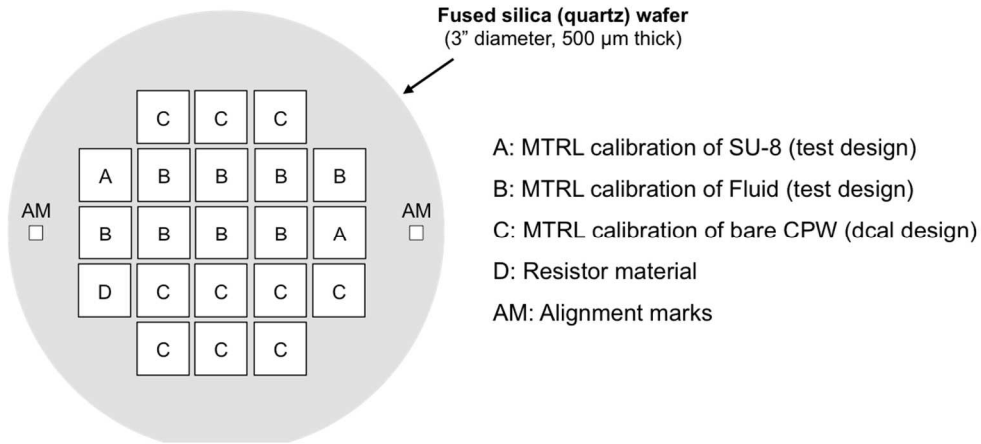 Fused silica (quartz) wafer
(3” diameter, 500 μm thick)
C C C
A B B B B
AM
B B B B A
AM
D C C C C
C C C
A: MTRL calibration of SU-8 (test design)
B: MTRL calibration of Fluid (test design)
C: MTRL calibration of bare CPW (dcal design)
D: Resistor material
AM: Alignment marks